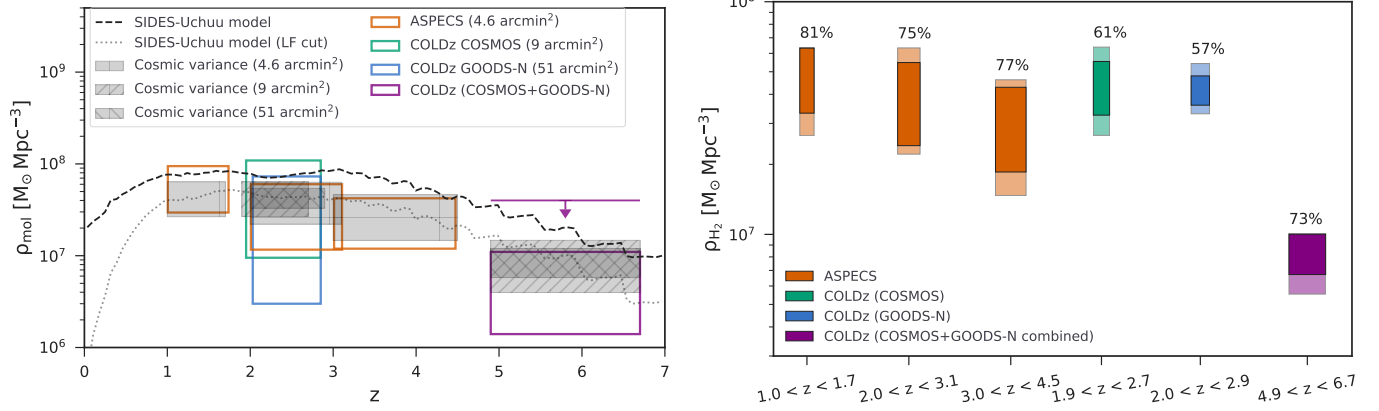 SIDES-Uchuu model
SIDES-Uchuu model (LF cut)
Cosmic variance (4.6 arcmin²)
Cosmic variance (9 arcmin²)
Cosmic variance (51 arcmin²)
ASPECS (4.6 arcmin²)
COLDz COSMOS (9 arcmin²)
COLDz GOODS-N (51 arcmin²)
COLDz (COSMOS+GOODS-N)
10⁹
10⁸
10⁷
10⁶
ρmol [M⊙ Mpc⁻³]
0 1 2 3 4 5 6 7
z
81%
75%
77%
61%
57%
73%
10⁷
ρH₂ [M⊙ Mpc⁻³]
ASPECS
COLDz (COSMOS)
COLDz (GOODS-N)
COLDz (COSMOS+GOODS-N combined)
1.0 < z < 1.7
2.0 < z < 3.1
3.0 < z < 4.5
1.9 < z < 2.7
2.0 < z < 2.9
4.9 < z < 6.7